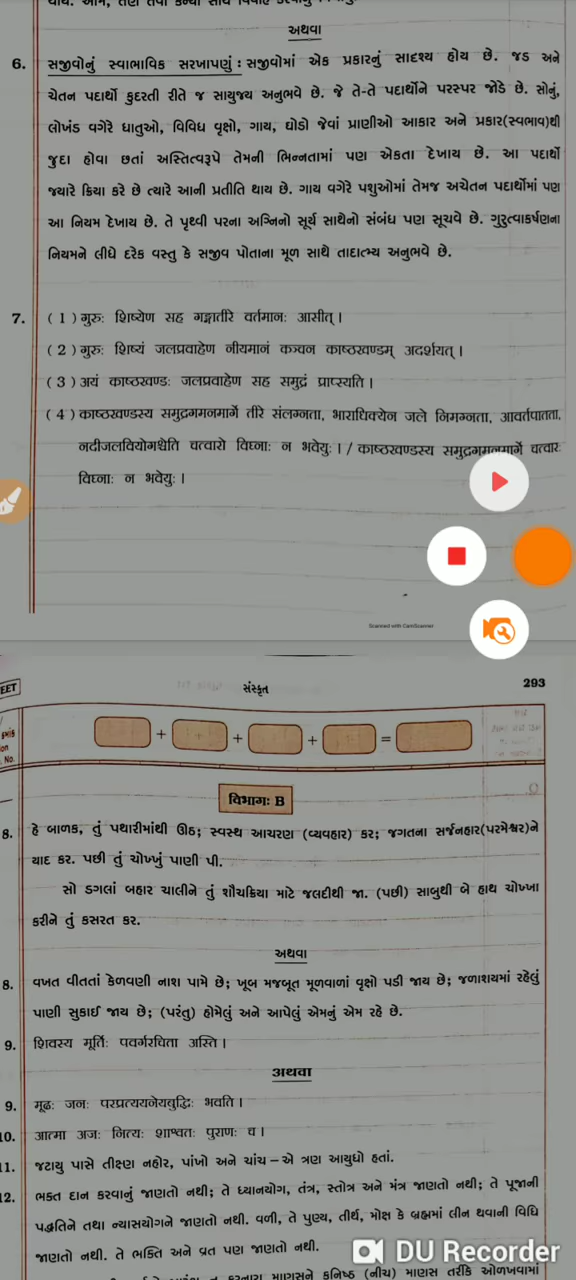 અથવા
6. સજીવોનું સ્વાભાવિક સરખાપણું : સજીવોમાં એક પ્રકારનું સાદશ્ય હોય છે. જડ અને
ચેતન પદાર્થો કુદરતી રીતે જ સાયુજ્ય અનુભવે છે. જે તે-તે પદાર્થોને પરસ્પર જોડે છે. સોનું,
લોખંડ વગેરે ધાતુઓ, વિવિધ વૃક્ષો, ગાય, ઘોડો જેવાં પ્રાણીઓ આકાર અને પ્રકાર(સ્વભાવ)થી
જુદા હોવા છતાં અસ્તિત્વરૂપે તેમની ભિન્નતામાં પણ એકતા દેખાય છે. આ પદાર્થો
જ્યારે ક્રિયા કરે છે ત્યારે આની પ્રતીતિ થાય છે. ગાય વગેરે પશુઓમાં તેમજ અચેતન પદાર્થોમાં પણ
આ નિયમ દેખાય છે. તે પૃથ્વી પરના અગ્નિનો સૂર્ય સાથેનો સંબંધ પણ સૂચવે છે. ગુરુત્વાકર્ષણના
નિયમને લીધે દરેક વસ્તુ કે સજીવ પોતાના મૂળ સાથે તાદાત્મ્ય અનુભવે છે.
7. ( 1 ) गुरुः शिष्येण सह गङ्गातीरे वर्तमानः आसीत् ।
( 2 ) गुरुः शिष्यं जलप्रवाहेण नीयमानं कञ्चन काष्ठखण्डम् अदर्शयत् ।
( 3 ) अयं काष्ठखण्डः जलप्रवाहेण सह समुद्रं प्राप्स्यति ।
( 4 ) काष्ठखण्डस्य समुद्रगमनमार्गे तीरे संलग्नता, भाराधिक्येन जले निमग्नता, आवर्तपातता,
नदीजलवियोगश्चेति चत्वारो विघ्नाः न भवेयुः । / काष्ठखण्डस्य समुद्रगमनमार्गे चत्वारः
विघ्नाः न भवेयुः ।
Scanned with CamScanner
EET
સંસ્કૃત
293
on
No.
+ + + =
વિભાગ: B
8. હે બાળક, તું પથારીમાંથી ઊઠ; સ્વસ્થ આચરણ (વ્યવહાર) કર; જગતના સર્જનહાર(પરમેશ્વર)ને
યાદ કર. પછી તું ચોખ્ખું પાણી પી.
સો ડગલાં બહાર ચાલીને તું શૌચક્રિયા માટે જલદીથી જા. (પછી) સાબુથી બે હાથ ચોખ્ખા
કરીને તું કસરત કર.
અથવા
8. વખત વીતતાં કેળવણી નાશ પામે છે; ખૂબ મજબૂત મૂળવાળાં વૃક્ષો પડી જાય છે; જળાશયમાં રહેલું
પાણી સુકાઈ જાય છે; (પરંતુ) હોમેલું અને આપેલું એમનું એમ રહે છે.
9. शिवस्य मूर्तिः पवर्गरचिता अस्ति ।
अथवा
9. मूढः जनः परप्रत्ययनेयबुद्धिः भवति ।
10. आत्मा अजः नित्यः शाश्वतः पुराणः च ।
11. જટાયુ પાસે તીક્ષ્ણ નહોર, પાંખો અને ચાંચ – એ ત્રણ આયુધો હતાં.
12. ભક્ત દાન કરવાનું જાણતો નથી; તે ધ્યાનયોગ, તંત્ર, સ્તોત્ર અને મંત્ર જાણતો નથી; તે પૂજાની
પદ્ધતિને તથા ન્યાસયોગને જાણતો નથી. વળી, તે પુણ્ય, તીર્થ, મોક્ષ કે બ્રહ્મમાં લીન થવાની વિધિ
જાણતો નથી. તે ભક્તિ અને વ્રત પણ જાણતો નથી.
DU Recorder
માણસને કનિષ્ઠ (નીચ) માણસ તરીકે ઓળખવામાં